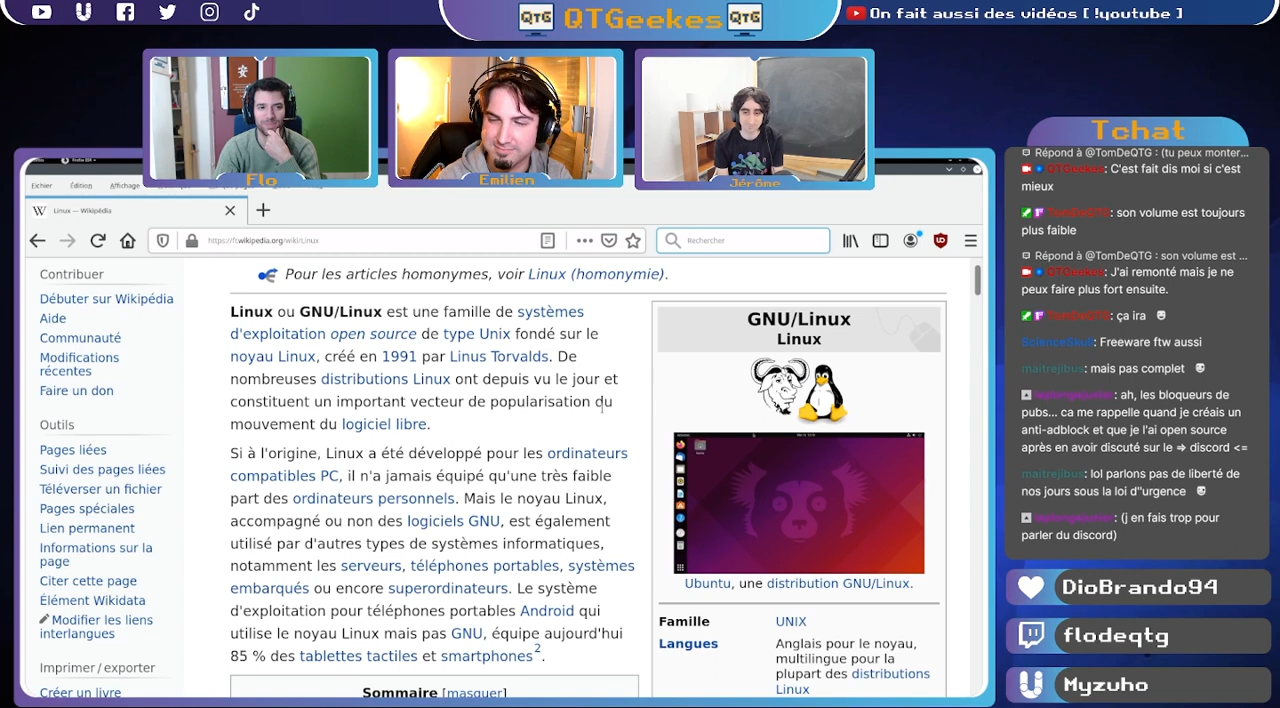 QTG QTGeekes QTG
On fait aussi des vidéos [ !youtube ]
Flo
Emilien
Jérôme
Fichier Édition Affichage
Linux — Wikipédia
https://fr.wikipedia.org/wiki/Linux
Rechercher
Contribuer
Débuter sur Wikipédia
Aide
Communauté
Modifications
récentes
Faire un don
Outils
Pages liées
Suivi des pages liées
Téléverser un fichier
Pages spéciales
Lien permanent
Informations sur la
page
Citer cette page
Élément Wikidata
Modifier les liens
interlangues
Imprimer / exporter
Créer un livre
Pour les articles homonymes, voir Linux (homonymie).
Linux ou GNU/Linux est une famille de systèmes
d'exploitation open source de type Unix fondé sur le
noyau Linux, créé en 1991 par Linus Torvalds. De
nombreuses distributions Linux ont depuis vu le jour et
constituent un important vecteur de popularisation du
mouvement du logiciel libre.
Si à l'origine, Linux a été développé pour les ordinateurs
compatibles PC, il n'a jamais équipé qu'une très faible
part des ordinateurs personnels. Mais le noyau Linux,
accompagné ou non des logiciels GNU, est également
utilisé par d'autres types de systèmes informatiques,
notamment les serveurs, téléphones portables, systèmes
embarqués ou encore superordinateurs. Le système
d'exploitation pour téléphones portables Android qui
utilise le noyau Linux mais pas GNU, équipe aujourd'hui
85 % des tablettes tactiles et smartphones2.
Sommaire [masquer]
GNU/Linux
Linux
Ubuntu, une distribution GNU/Linux.
Famille UNIX
Langues Anglais pour le noyau,
multilingue pour la
plupart des distributions
Linux
Tchat
Répond à @TomDeQTG : (tu peux monter...
QTGeekes: C'est fait dis moi si c'est
mieux
TomDeQTG: son volume est toujours
plus faible
Répond à @TomDeQTG : son volume est ...
QTGeekes: J'ai remonté mais je ne
peux faire plus fort ensuite.
TomDeQTG: ça ira
ScienceSkull: Freeware ftw aussi
maitrejibus: mais pas complet
: ah, les bloqueurs de
pubs... ca me rappelle quand je créais un
anti-adblock et que je l'ai open source
après en avoir discuté sur le => discord <=
maitrejibus: lol parlons pas de liberté de
nos jours sous la loi d"urgence
: (j en fais trop pour
parler du discord)
DioBrando94
flodeqtg
Myzuho